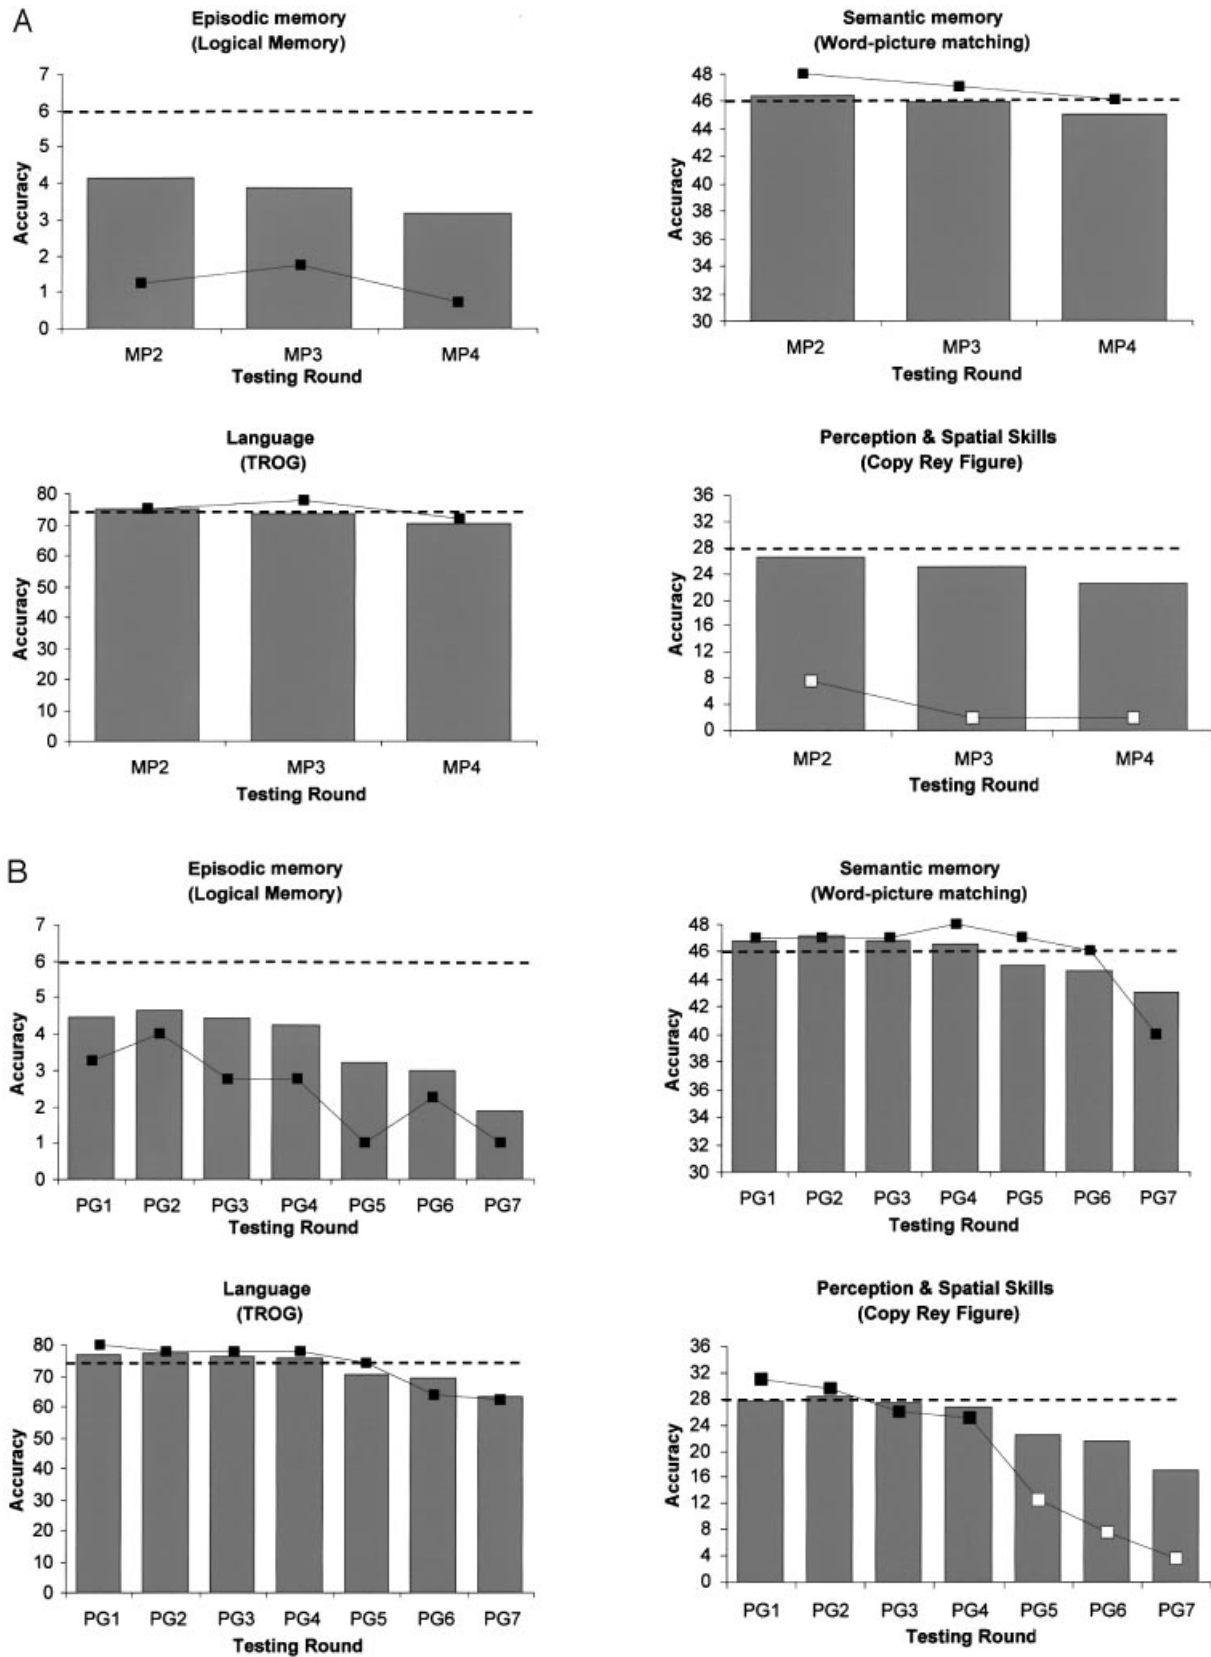 A
Episodic memory
(Logical Memory)
7
6
5
4
3
2
1
0
Accuracy
MP2 MP3 MP4
Testing Round
Semantic memory
(Word-picture matching)
48
46
44
42
40
38
36
34
32
30
Accuracy
MP2 MP3 MP4
Testing Round
Language
(TROG)
80
70
60
50
40
30
20
10
0
Accuracy
MP2 MP3 MP4
Testing Round
Perception & Spatial Skills
(Copy Rey Figure)
36
32
28
24
20
16
12
8
4
0
Accuracy
MP2 MP3 MP4
Testing Round
B
Episodic memory
(Logical Memory)
7
6
5
4
3
2
1
0
Accuracy
PG1 PG2 PG3 PG4 PG5 PG6 PG7
Testing Round
Semantic memory
(Word-picture matching)
48
46
44
42
40
38
36
34
32
30
Accuracy
PG1 PG2 PG3 PG4 PG5 PG6 PG7
Testing Round
Language
(TROG)
80
70
60
50
40
30
20
10
0
Accuracy
PG1 PG2 PG3 PG4 PG5 PG6 PG7
Testing Round
Perception & Spatial Skills
(Copy Rey Figure)
36
32
28
24
20
16
12
8
4
0
Accuracy
PG1 PG2 PG3 PG4 PG5 PG6 PG7
Testing Round